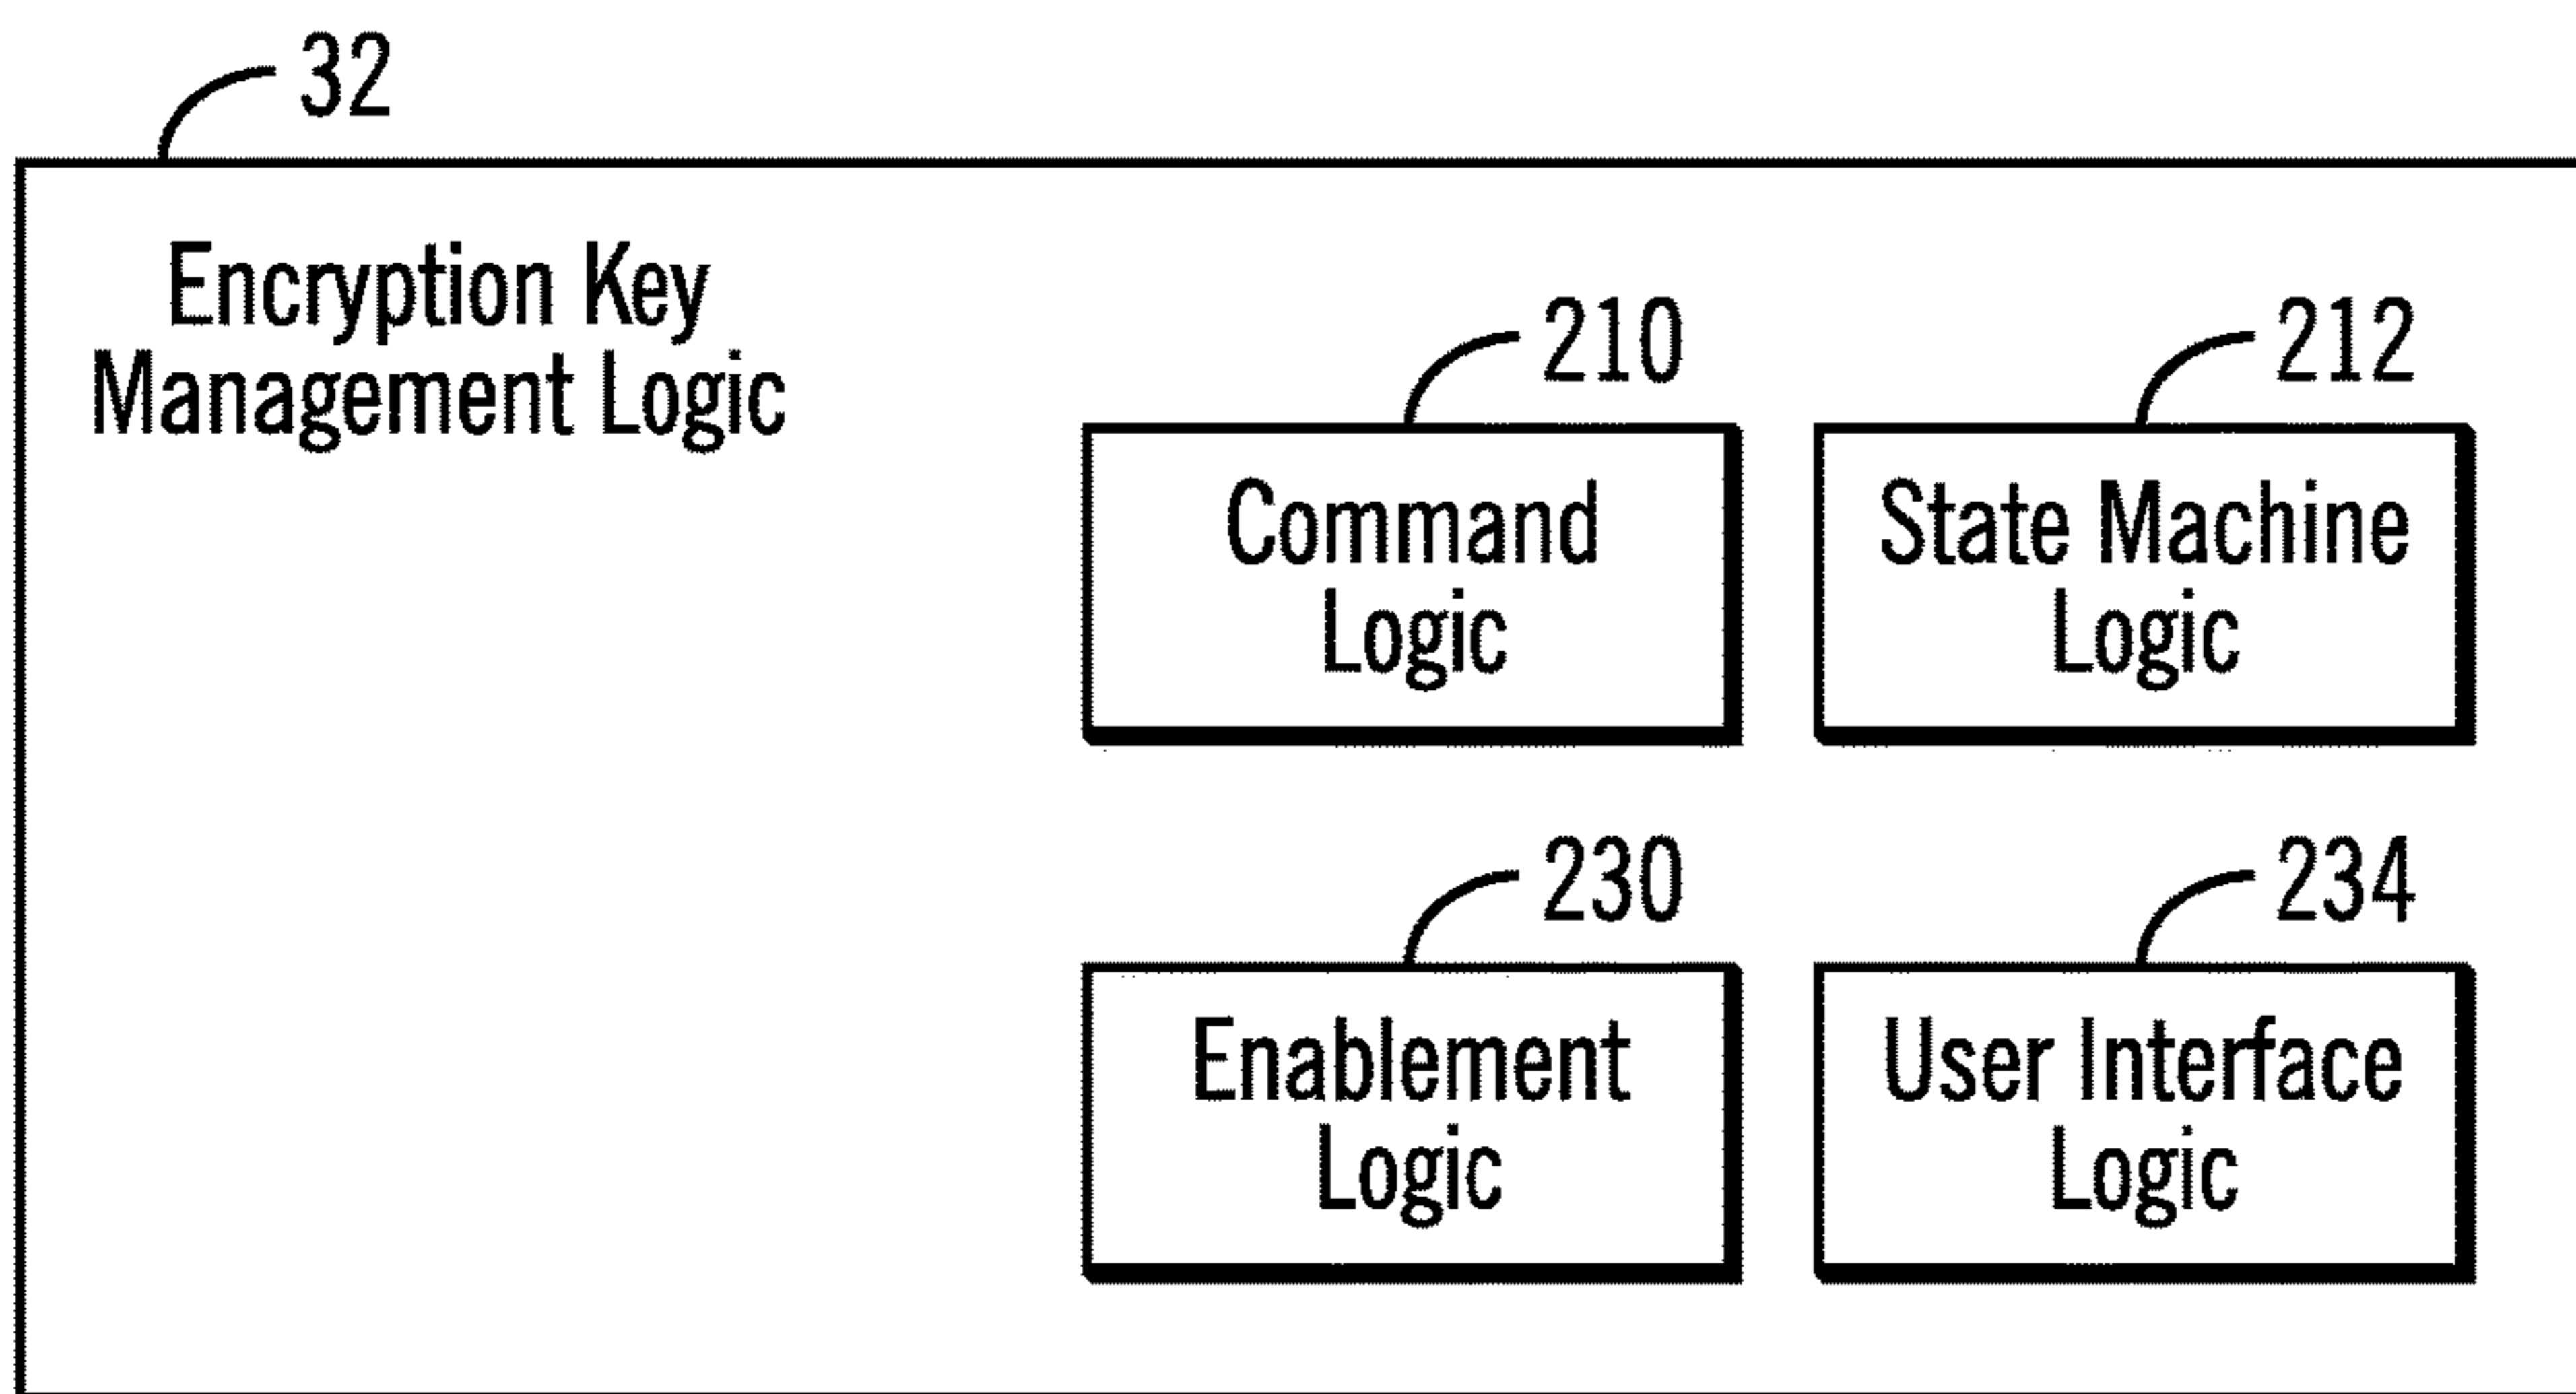 32
Encryption Key
Management Logic
210
212
Command
Logic
State Machine
Logic
230
234
Enablement
Logic
User Interface
Logic